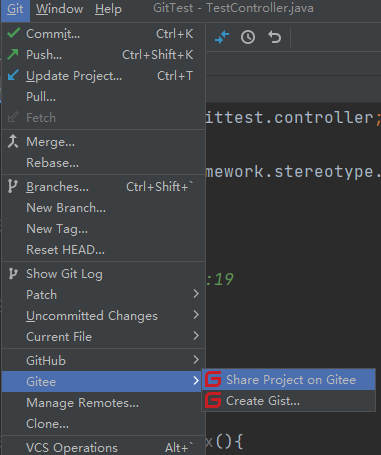 Git Window Help GitTest - TestController.java
Commit... Ctrl+K
Push... Ctrl+Shift+K
Update Project... Ctrl+T
Pull...
Fetch
ittest.controller;
Merge...
Rebase...
mework.stereotype.
Branches... Ctrl+Shift+`
New Branch...
New Tag...
Reset HEAD...
Show Git Log
:19
Patch
Uncommitted Changes
Current File
GitHub
Gitee
Share Project on Gitee
Manage Remotes...
Create Gist...
Clone...
VCS Operations Alt+`
x(){